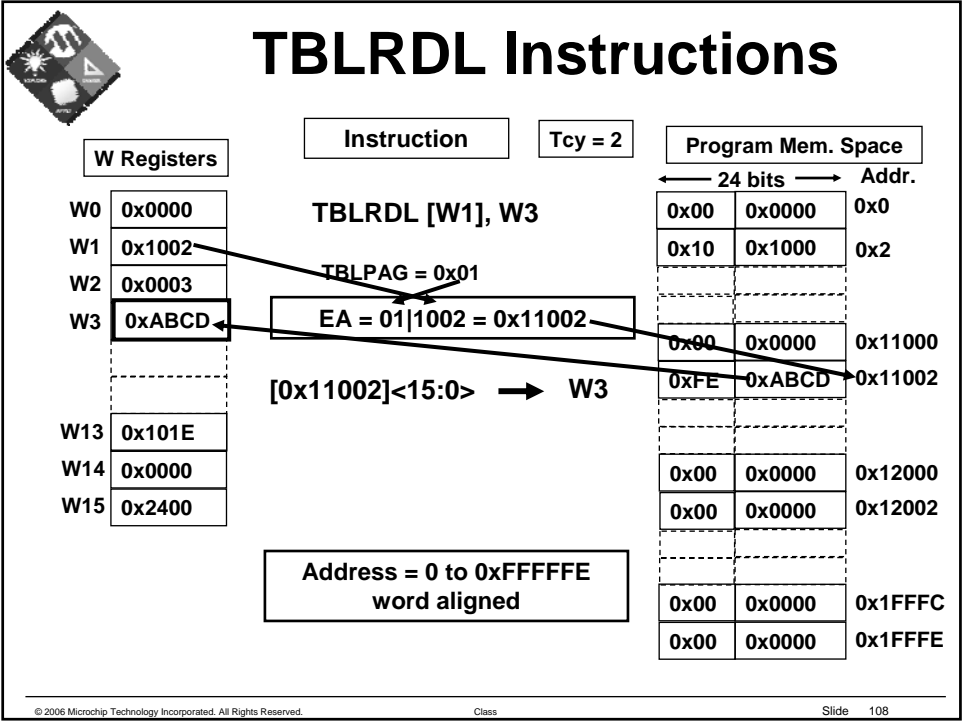 TBLRDL Instructions
W Registers
Instruction
Tcy = 2
Program Mem. Space
24 bits
Addr.
W0 0x0000
W1 0x1002
W2 0x0003
W3 0xABCD
W13 0x101E
W14 0x0000
W15 0x2400
TBLRDL [W1], W3
TBLPAG = 0x01
EA = 01|1002 = 0x11002
[0x11002]<15:0> → W3
Address = 0 to 0xFFFFFE
word aligned
0x00 0x0000 0x0
0x10 0x1000 0x2
0x00 0x0000 0x11000
0xFE 0xABCD 0x11002
0x00 0x0000 0x12000
0x00 0x0000 0x12002
0x00 0x0000 0x1FFFC
0x00 0x0000 0x1FFFE
© 2006 Microchip Technology Incorporated. All Rights Reserved.
Class
Slide 108